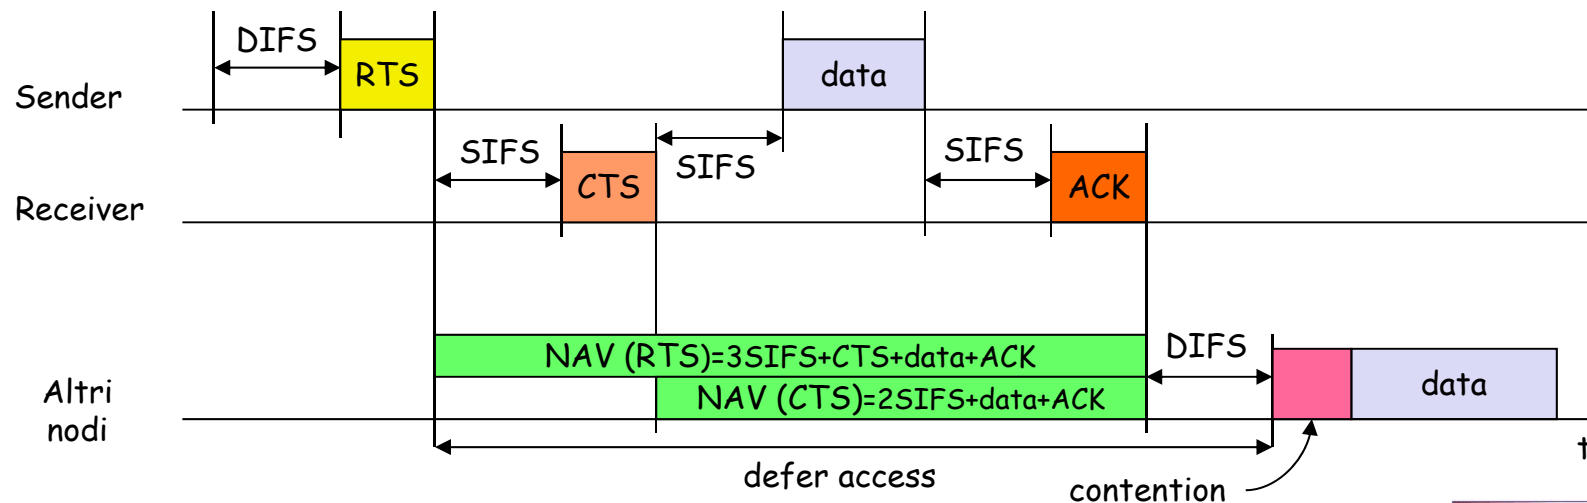 DIFS
RTS
data
Sender
SIFS
CTS
SIFS
SIFS
ACK
Receiver
NAV (RTS)=3SIFS+CTS+data+ACK
DIFS
NAV (CTS)=2SIFS+data+ACK
data
Altri
nodi
t
defer access
contention